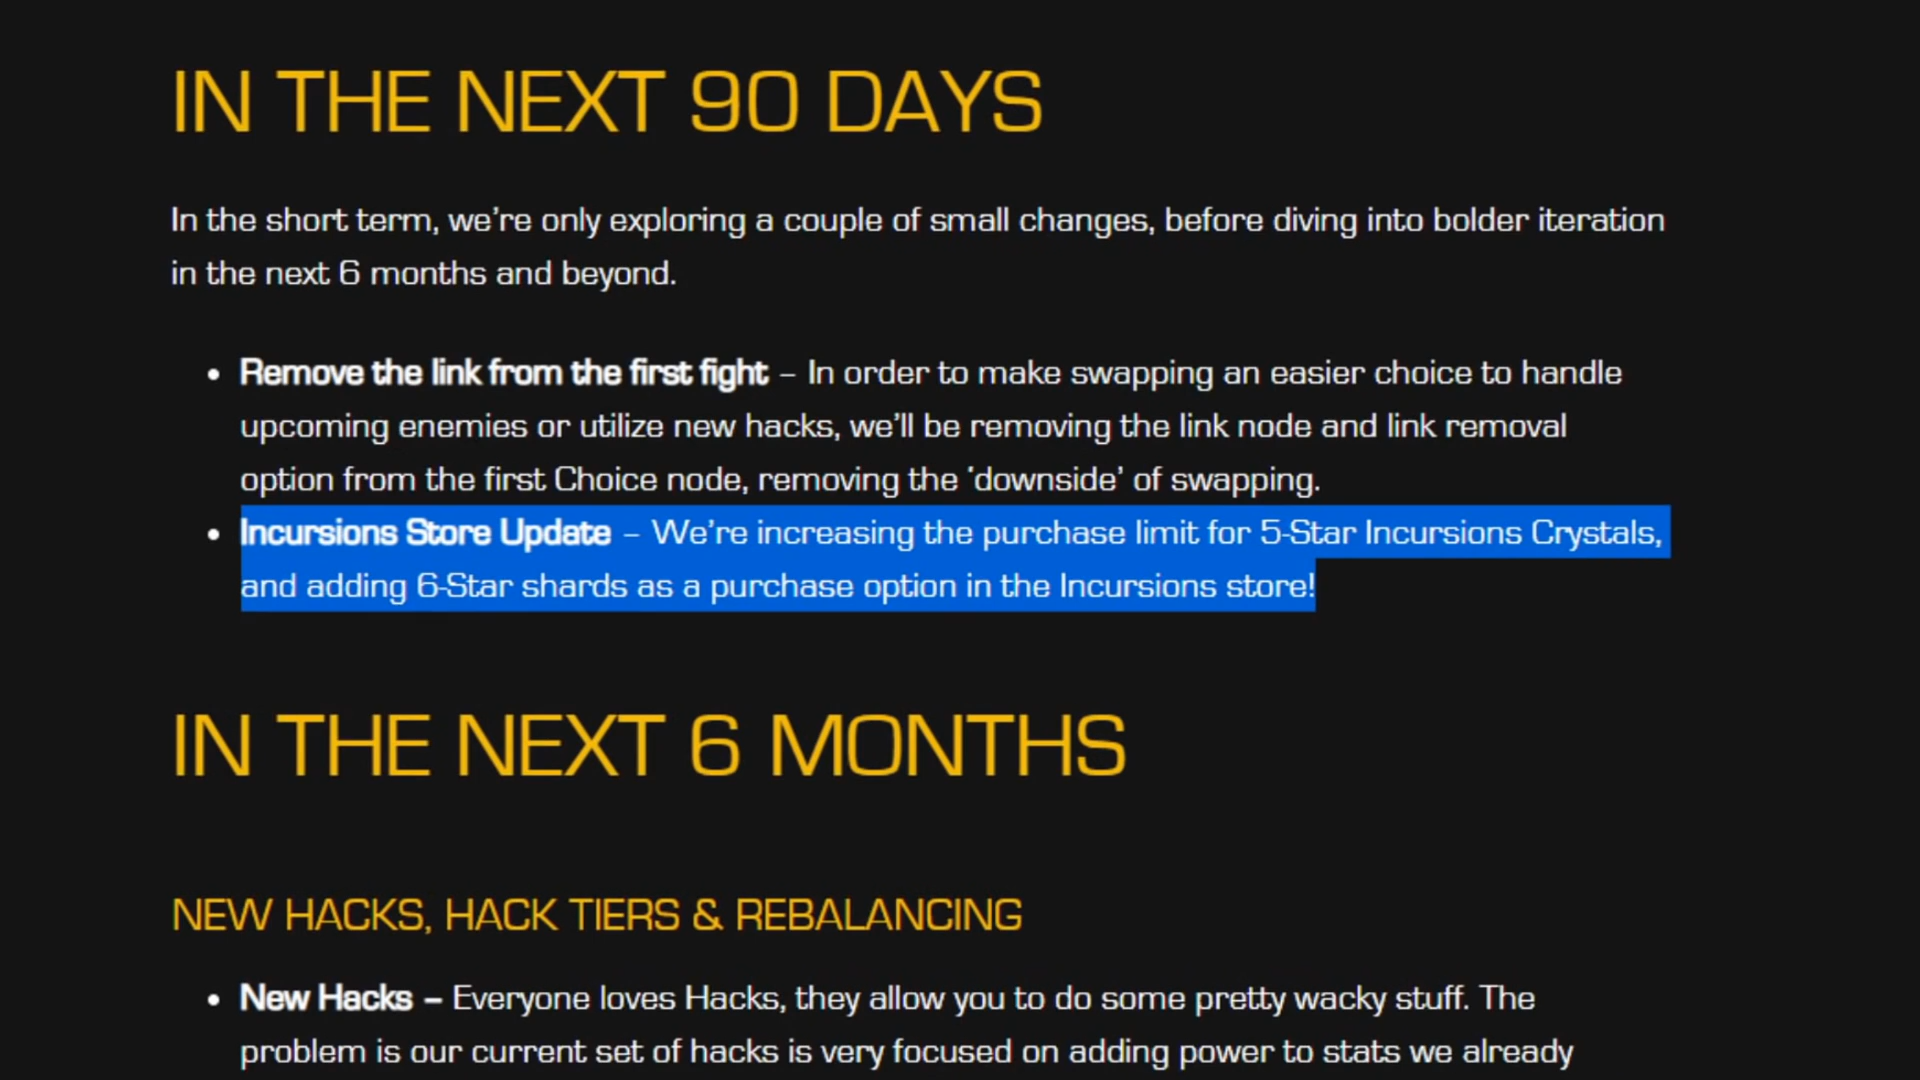 IN THE NEXT 90 DAYS
In the short term, we’re only exploring a couple of small changes, before diving into bolder iteration
in the next 6 months and beyond.
• Remove the link from the first fight – In order to make swapping an easier choice to handle
upcoming enemies or utilize new hacks, we’ll be removing the link node and link removal
option from the first Choice node, removing the ‘downside’ of swapping.
• Incursions Store Update – We’re increasing the purchase limit for 5-Star Incursions Crystals,
and adding 6-Star shards as a purchase option in the Incursions store!
IN THE NEXT 6 MONTHS
NEW HACKS, HACK TIERS & REBALANCING
• New Hacks – Everyone loves Hacks, they allow you to do some pretty wacky stuff. The
problem is our current set of hacks is very focused on adding power to stats we already